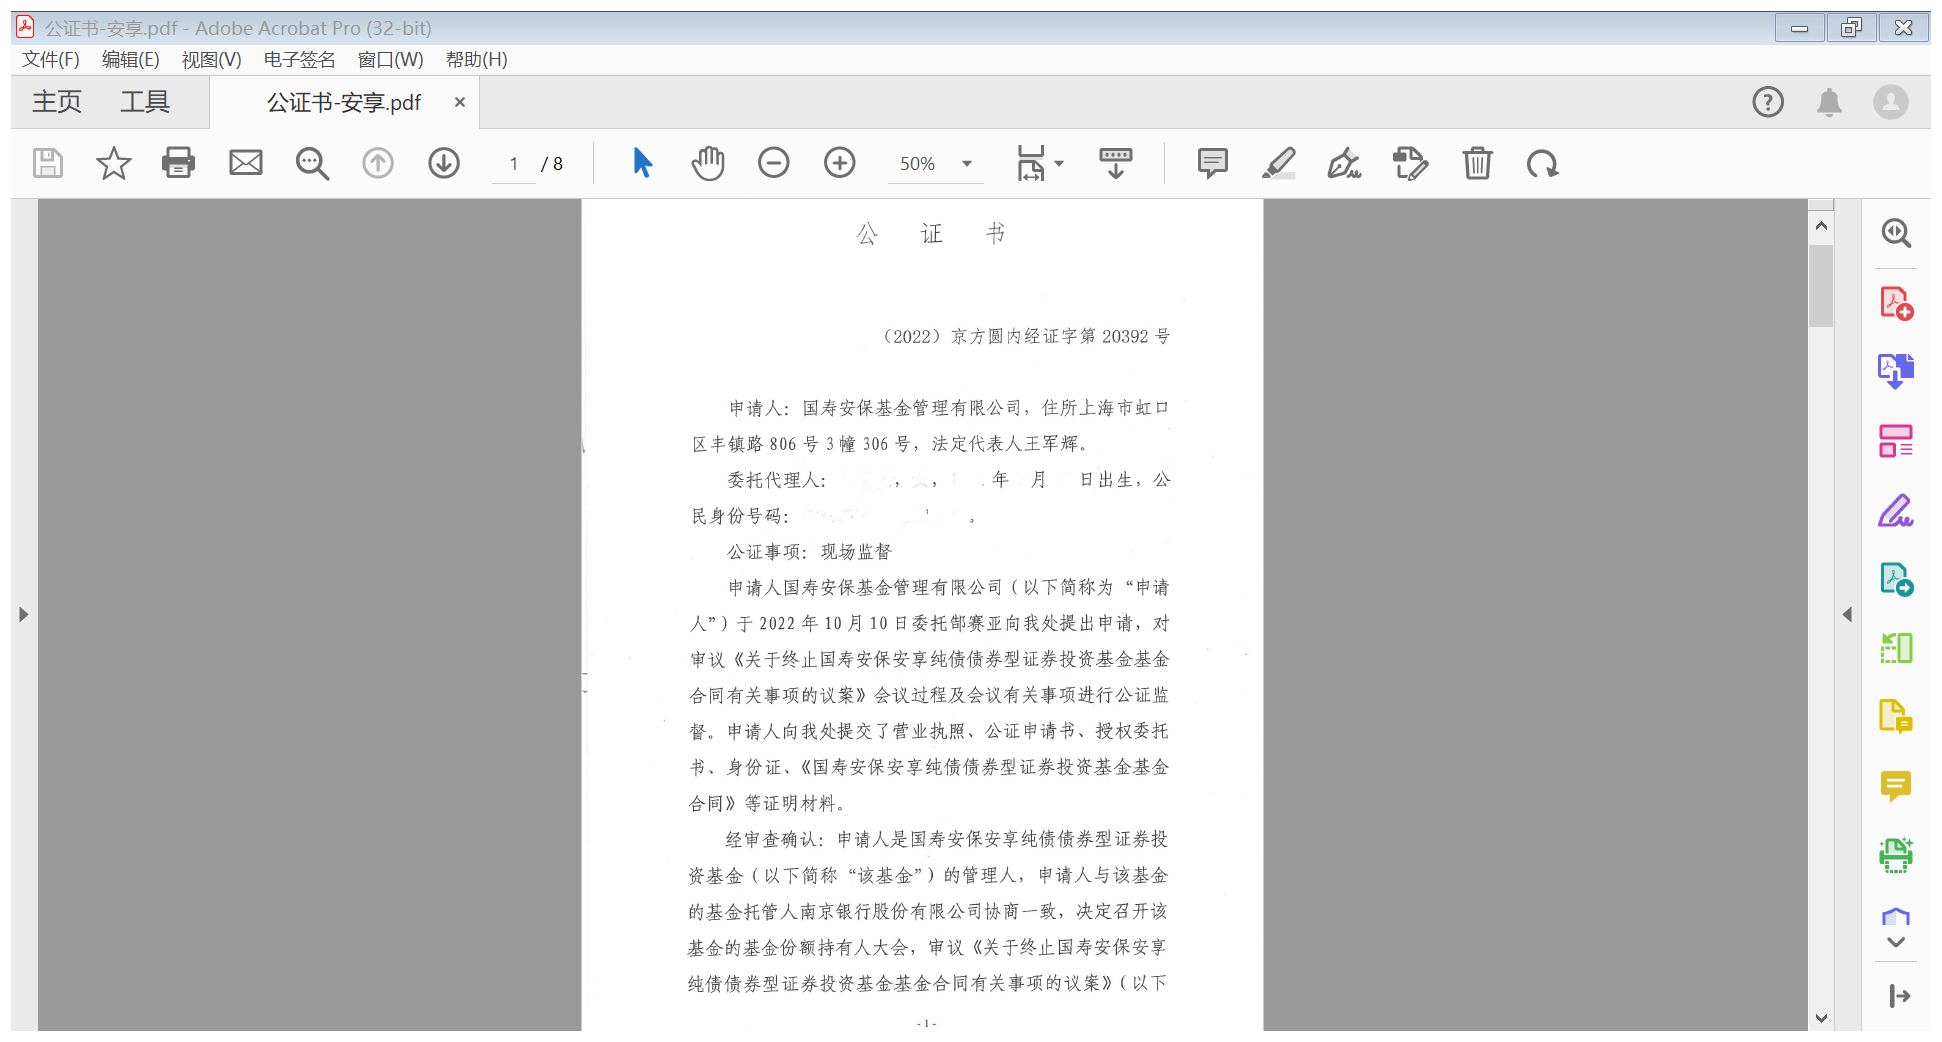 公证书-安享.pdf - Adobe Acrobat Pro (32-bit)
文件(F) 编辑(E) 视图(V) 电子签名 窗口(W) 帮助(H)
主页 工具 公证书-安享.pdf
1 / 8 50%
公 证 书
（2022）京方圆内经证字第 20392 号
申请人：国寿安保基金管理有限公司，住所上海市虹口
区丰镇路 806 号 3 幢 306 号，法定代表人王军辉。
委托代理人： ， ， 年 月 日出生，公
民身份号码： 。
公证事项：现场监督
申请人国寿安保基金管理有限公司（以下简称为“申请
人”）于 2022 年 10 月 10 日委托郜赛亚向我处提出申请，对
审议《关于终止国寿安保安享纯债债券型证券投资基金基金
合同有关事项的议案》会议过程及会议有关事项进行公证监
督。申请人向我处提交了营业执照、公证申请书、授权委托
书、身份证、《国寿安保安享纯债债券型证券投资基金基金
合同》等证明材料。
经审查确认：申请人是国寿安保安享纯债债券型证券投
资基金（以下简称“该基金”）的管理人，申请人与该基金
的基金托管人南京银行股份有限公司协商一致，决定召开该
基金的基金份额持有人大会，审议《关于终止国寿安保安享
纯债债券型证券投资基金基金合同有关事项的议案》（以下
- 1 -